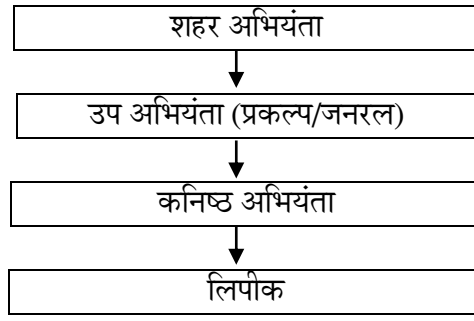 शहर अभियंता
उप अभियंता (प्रकल्प/जनरल)
कनिष्ठ अभियंता
लिपीक